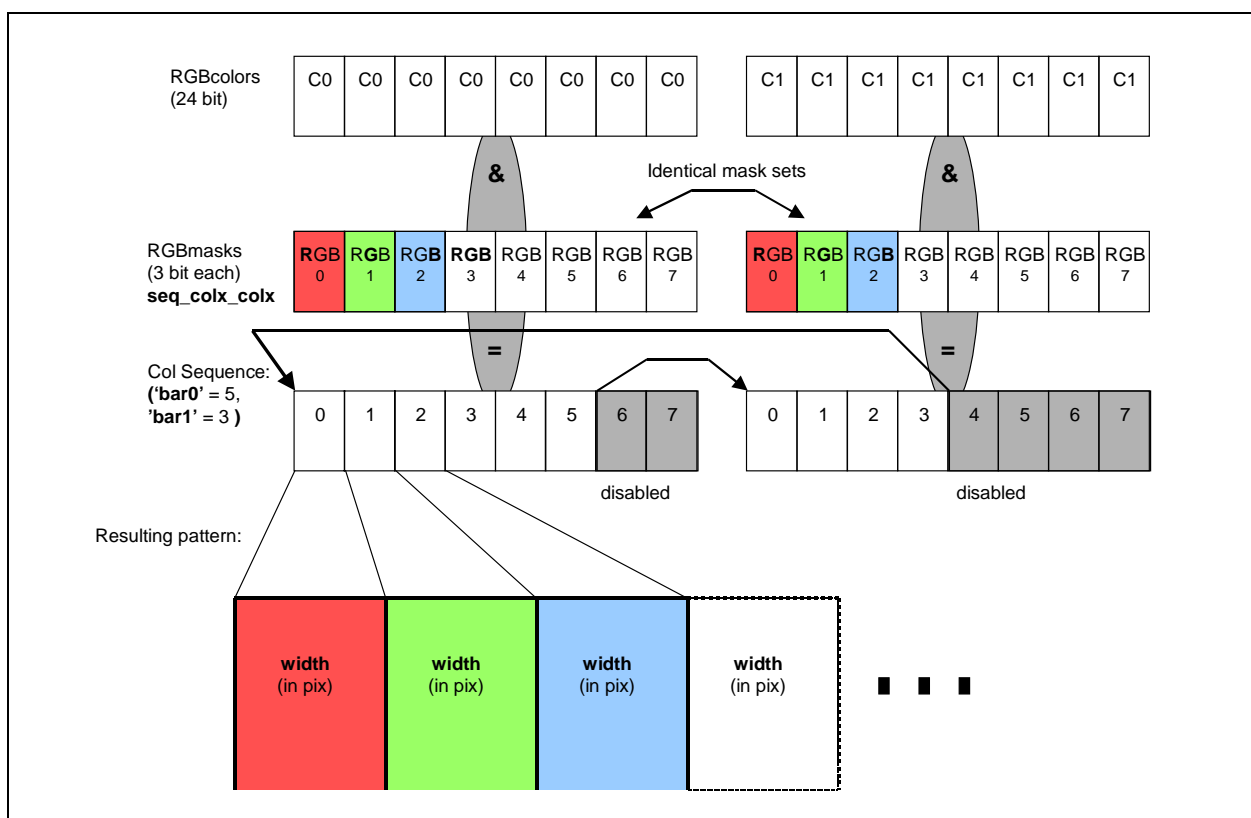 RGBcolors
(24 bit)
C0 C0 C0 C0 C0 C0 C0 C0
C1 C1 C1 C1 C1 C1 C1 C1
&
&
Identical mask sets
RGBmasks
(3 bit each)
seq_colx_colx
RGB RGB RGB RGB RGB RGB RGB RGB
0 1 2 3 4 5 6 7
RGB RGB RGB RGB RGB RGB RGB RGB
0 1 2 3 4 5 6 7
=
=
Col Sequence:
(‘bar0’ = 5,
’bar1’ = 3 )
0 1 2 3 4 5 6 7
0 1 2 3 4 5 6 7
disabled
disabled
Resulting pattern:
width
(in pix)
width
(in pix)
width
(in pix)
width
(in pix)